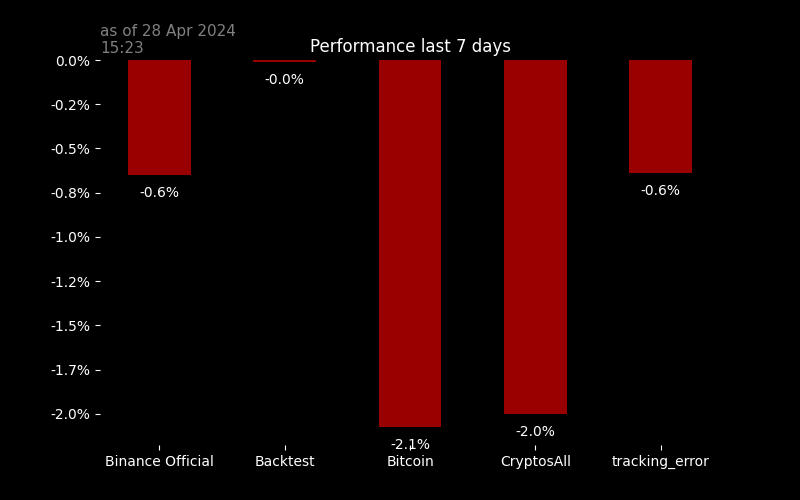 as of 28 Apr 2024
15:23
Performance last 7 days
0.0%
-0.2%
-0.5%
-0.8%
-1.0%
-1.2%
-1.5%
-1.7%
-2.0%
-0.6%
-0.0%
-2.1%
-2.0%
-0.6%
Binance Official
Backtest
Bitcoin
CryptosAll
tracking_error